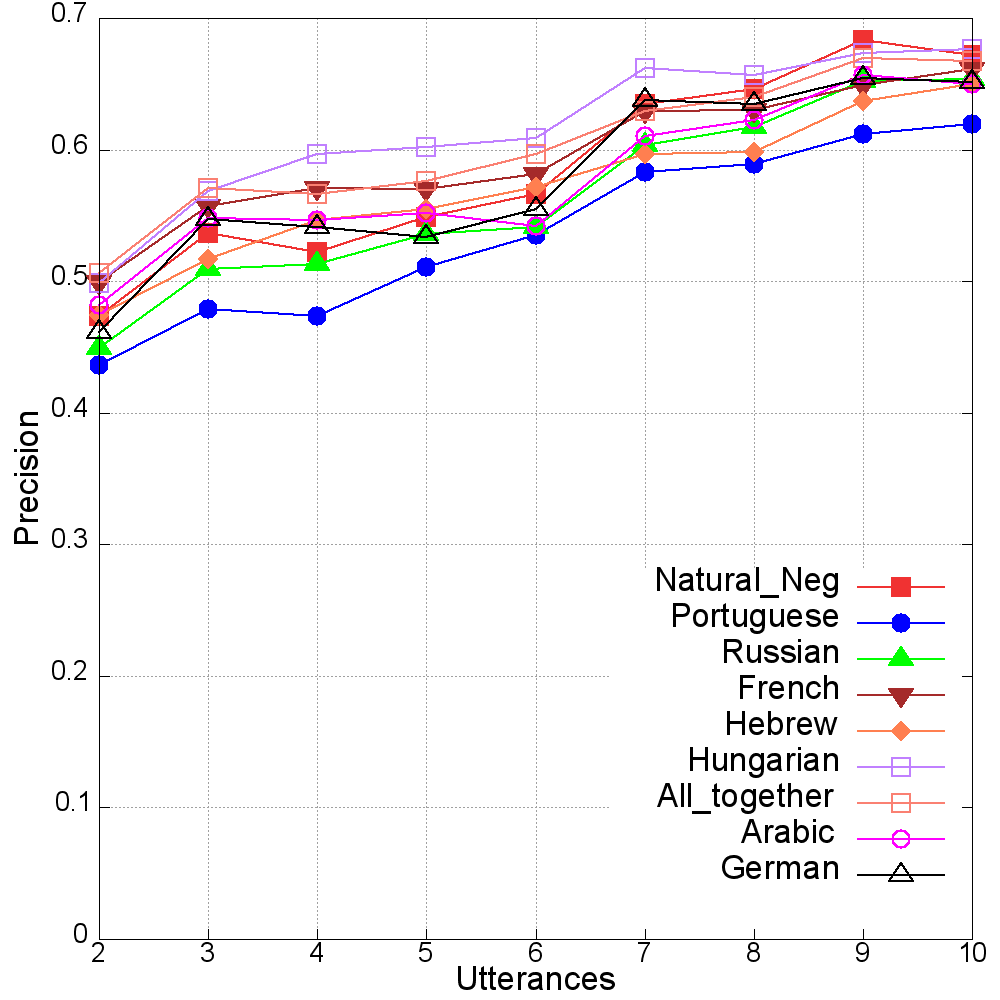 0.7
0.6
0.5
0.4
0.3
0.2
0.1
0
Precision
Natural_Neg
Portuguese
Russian
French
Hebrew
Hungarian
All_together
Arabic
German
2 3 4 5 6 7 8 9 10
Utterances